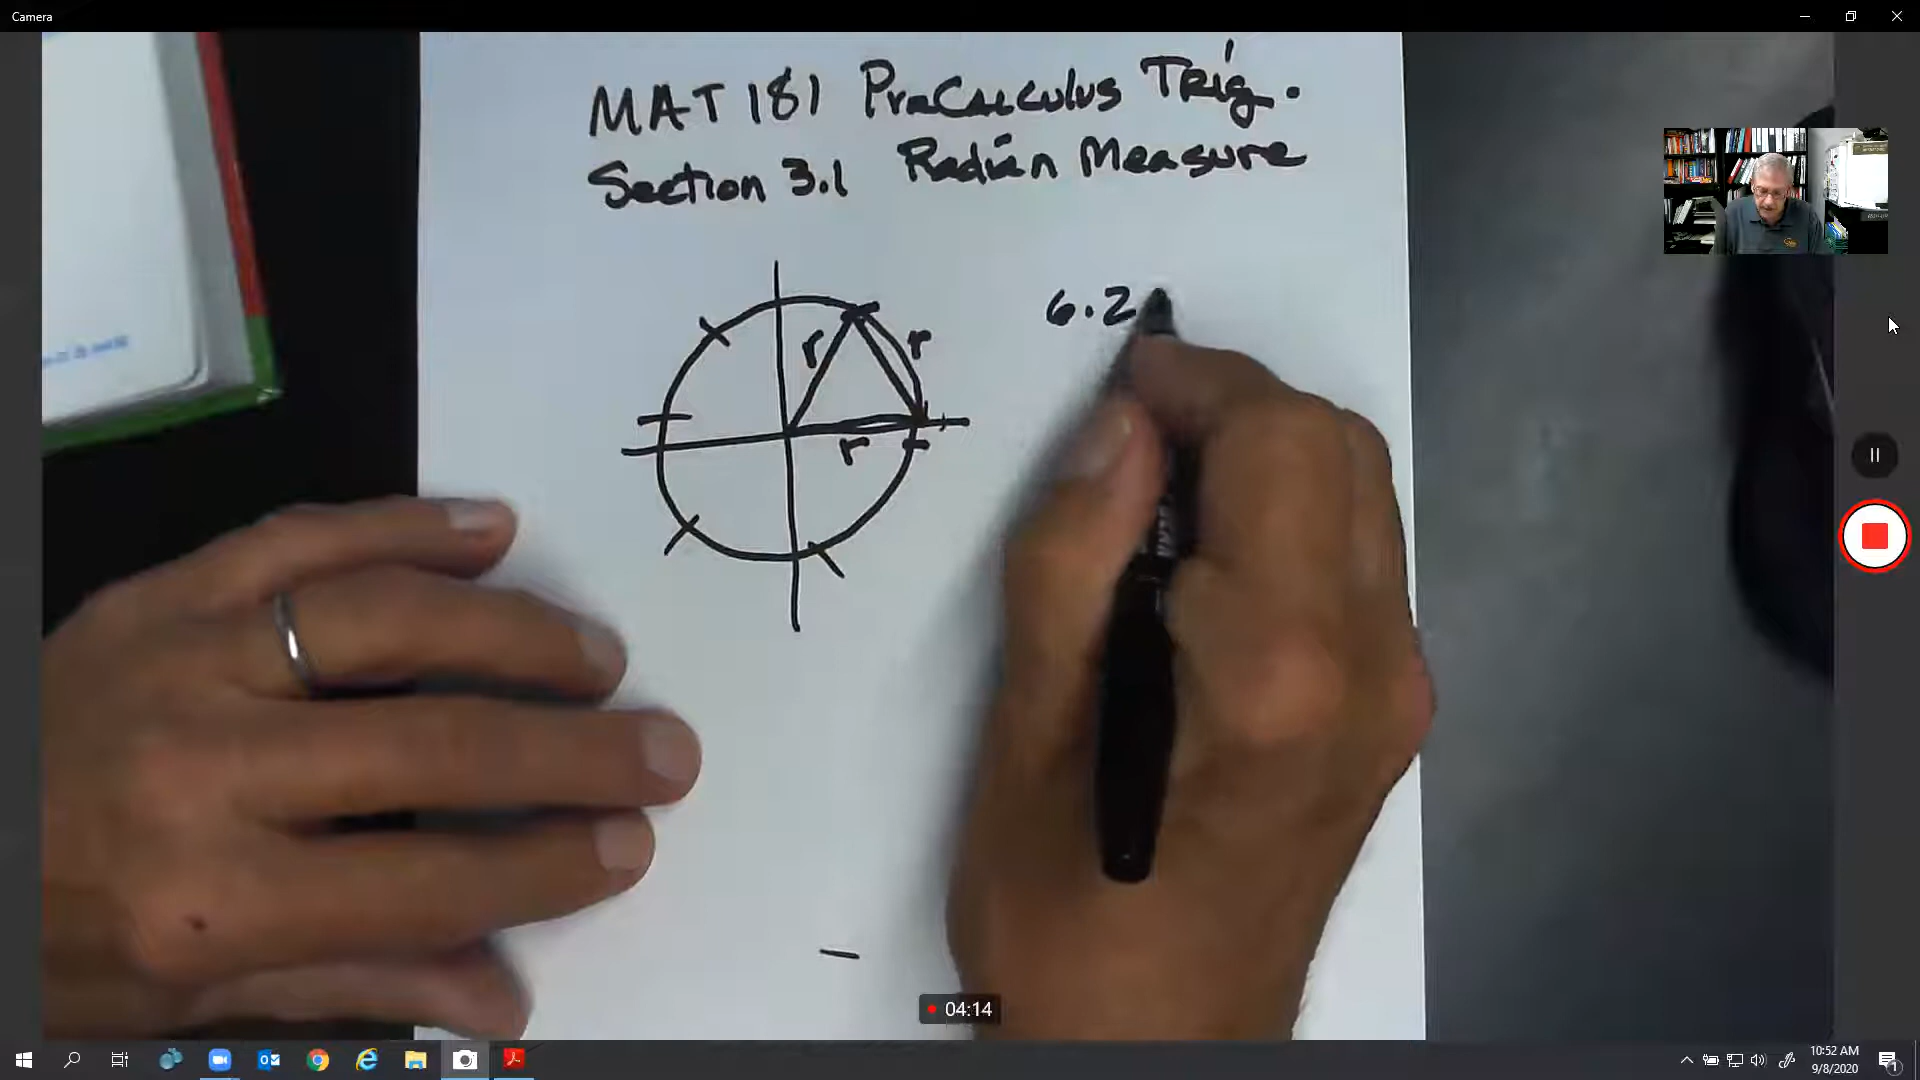 Camera
MAT 181 PreCalculus Trig.
Section 3.1 Radian Measure
6.2
r
r
r
04:14
10:52 AM
9/8/2020